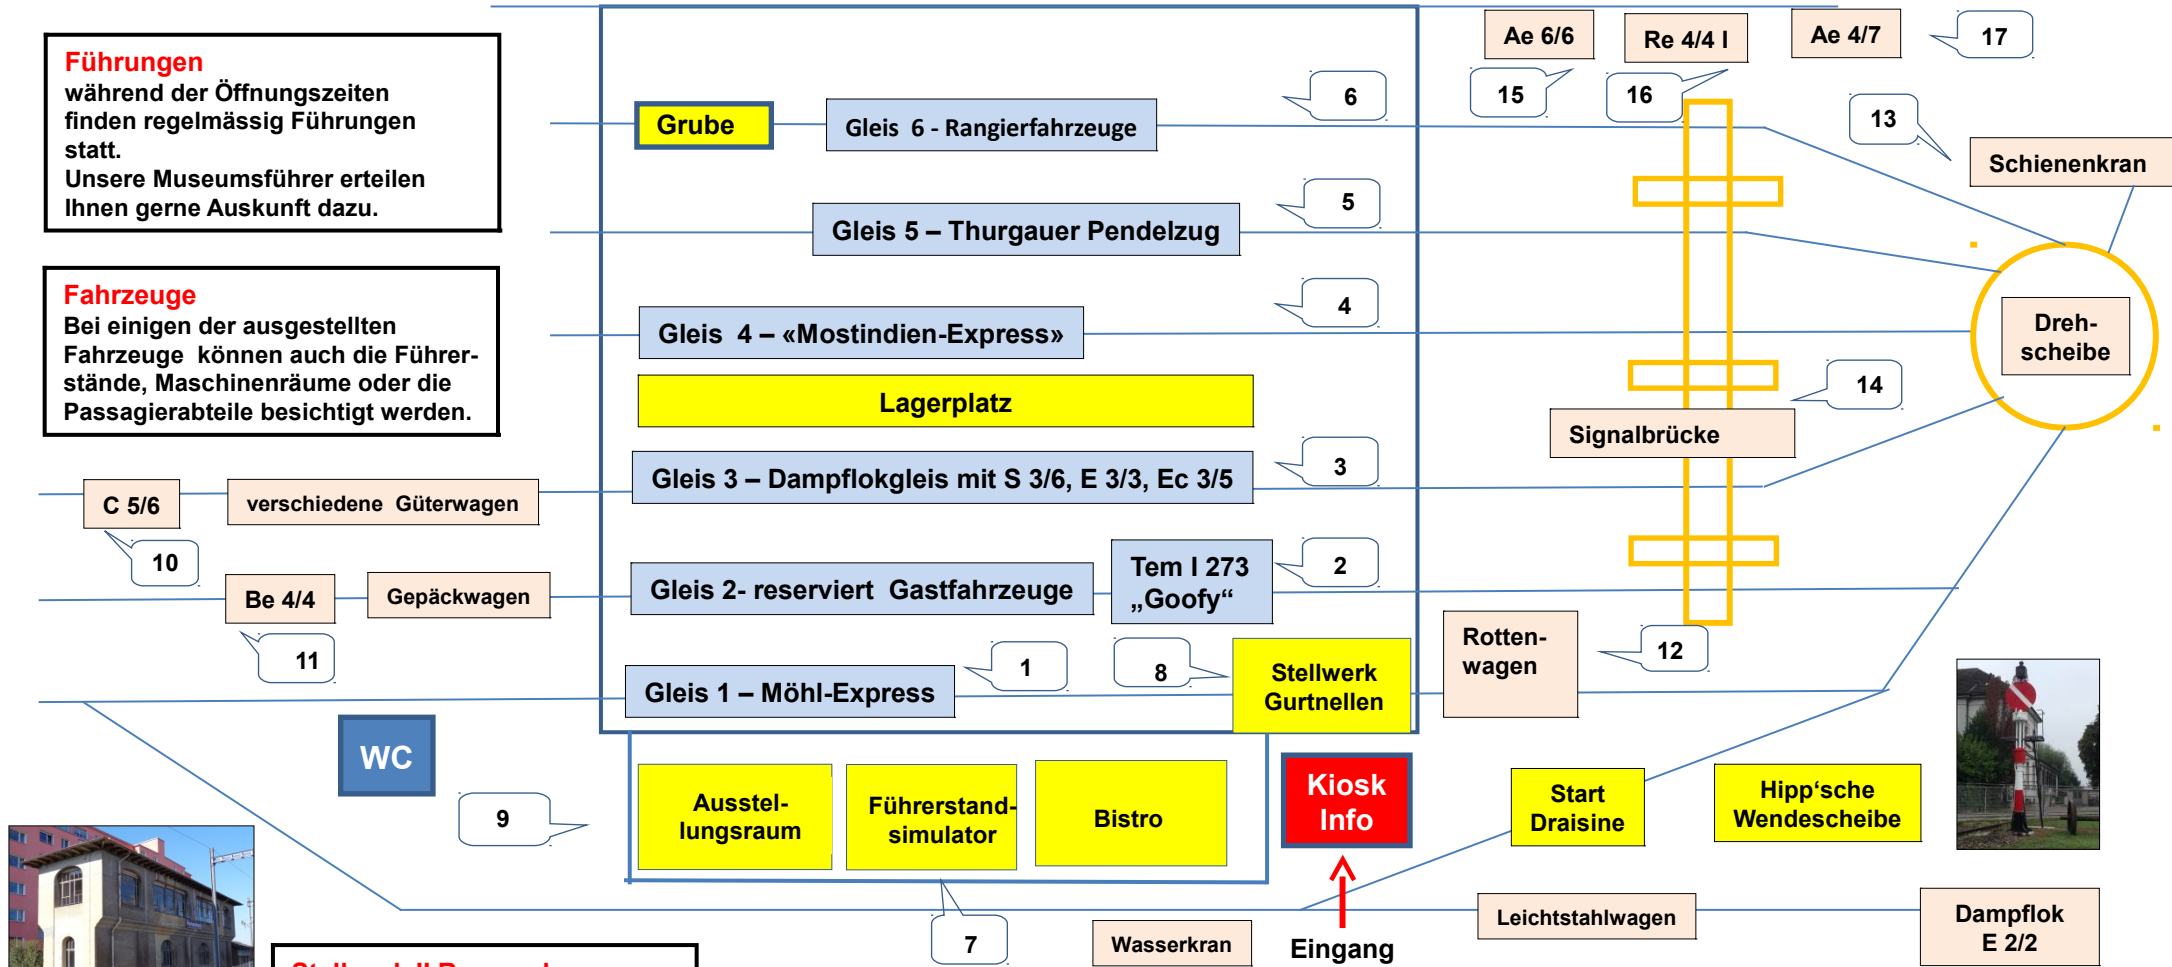 Führungen
während der Öffnungszeiten
finden regelmässig Führungen
statt.
Unsere Museumsführer erteilen
Ihnen gerne Auskunft dazu.
Fahrzeuge
Bei einigen der ausgestellten
Fahrzeuge können auch die Führer-
stände, Maschinenräume oder die
Passagierabteile besichtigt werden.
Ae 6/6
Re 4/4 I
Ae 4/7
17
15
16
13
Schienenkran
Grube
Gleis 6 - Rangierfahrzeuge
6
Gleis 5 – Thurgauer Pendelzug
5
Gleis 4 – «Mostindien-Express»
4
Dreh-
scheibe
Lagerplatz
14
Signalbrücke
C 5/6
verschiedene Güterwagen
Gleis 3 – Dampflokgleis mit S 3/6, E 3/3, Ec 3/5
3
10
Be 4/4
Gepäckwagen
Gleis 2- reserviert Gastfahrzeuge
Tem I 273
„Goofy“
2
11
Gleis 1 – Möhl-Express
1
8
Stellwerk
Gurtnellen
Rotten-
wagen
12
WC
9
Ausstel-
lungsraum
Führerstand-
simulator
Bistro
Kiosk
Info
Start
Draisine
Hipp‘sche
Wendescheibe
7
Wasserkran
Eingang
Leichtstahlwagen
Dampflok
E 2/2